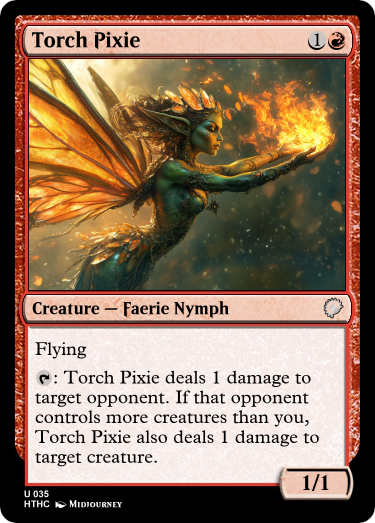 Torch Pixie 1
Creature — Faerie Nymph
Flying
: Torch Pixie deals 1 damage to
target opponent. If that opponent
controls more creatures than you,
Torch Pixie also deals 1 damage to
target creature.
1/1
U 035
HTHC Midjourney